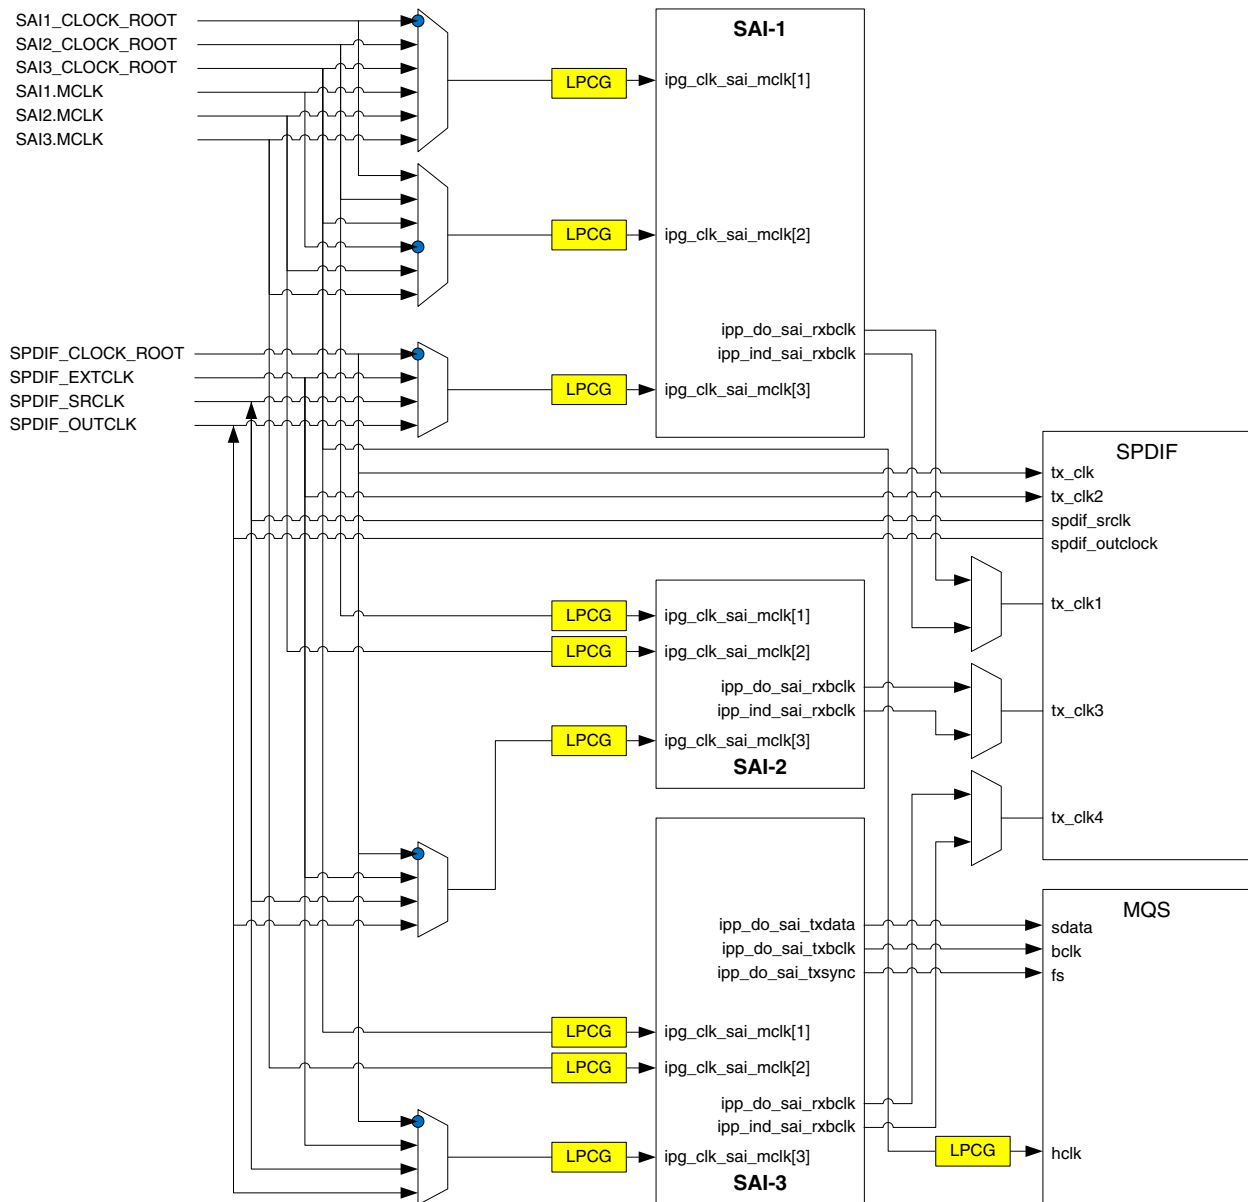 SAI1_CLOCK_ROOT
SAI2_CLOCK_ROOT
SAI3_CLOCK_ROOT
SAI1.MCLK
SAI2.MCLK
SAI3.MCLK
SPDIF_CLOCK_ROOT
SPDIF_EXTCLK
SPDIF_SRCLK
SPDIF_OUTCLK
SAI-1
LPCG
ipg_clk_sai_mclk[1]
LPCG
ipg_clk_sai_mclk[2]
ipp_do_sai_rxbclk
ipp_ind_sai_rxbclk
LPCG
ipg_clk_sai_mclk[3]
SPDIF
tx_clk
tx_clk2
spdif_srclk
spdif_outclock
tx_clk1
tx_clk3
tx_clk4
LPCG
ipg_clk_sai_mclk[1]
LPCG
ipg_clk_sai_mclk[2]
ipp_do_sai_rxbclk
ipp_ind_sai_rxbclk
LPCG
ipg_clk_sai_mclk[3]
SAI-2
ipp_do_sai_txdata
ipp_do_sai_txbclk
ipp_do_sai_txsync
LPCG
ipg_clk_sai_mclk[1]
LPCG
ipg_clk_sai_mclk[2]
ipp_do_sai_rxbclk
ipp_ind_sai_rxbclk
LPCG
ipg_clk_sai_mclk[3]
SAI-3
MQS
sdata
bclk
fs
LPCG
hclk